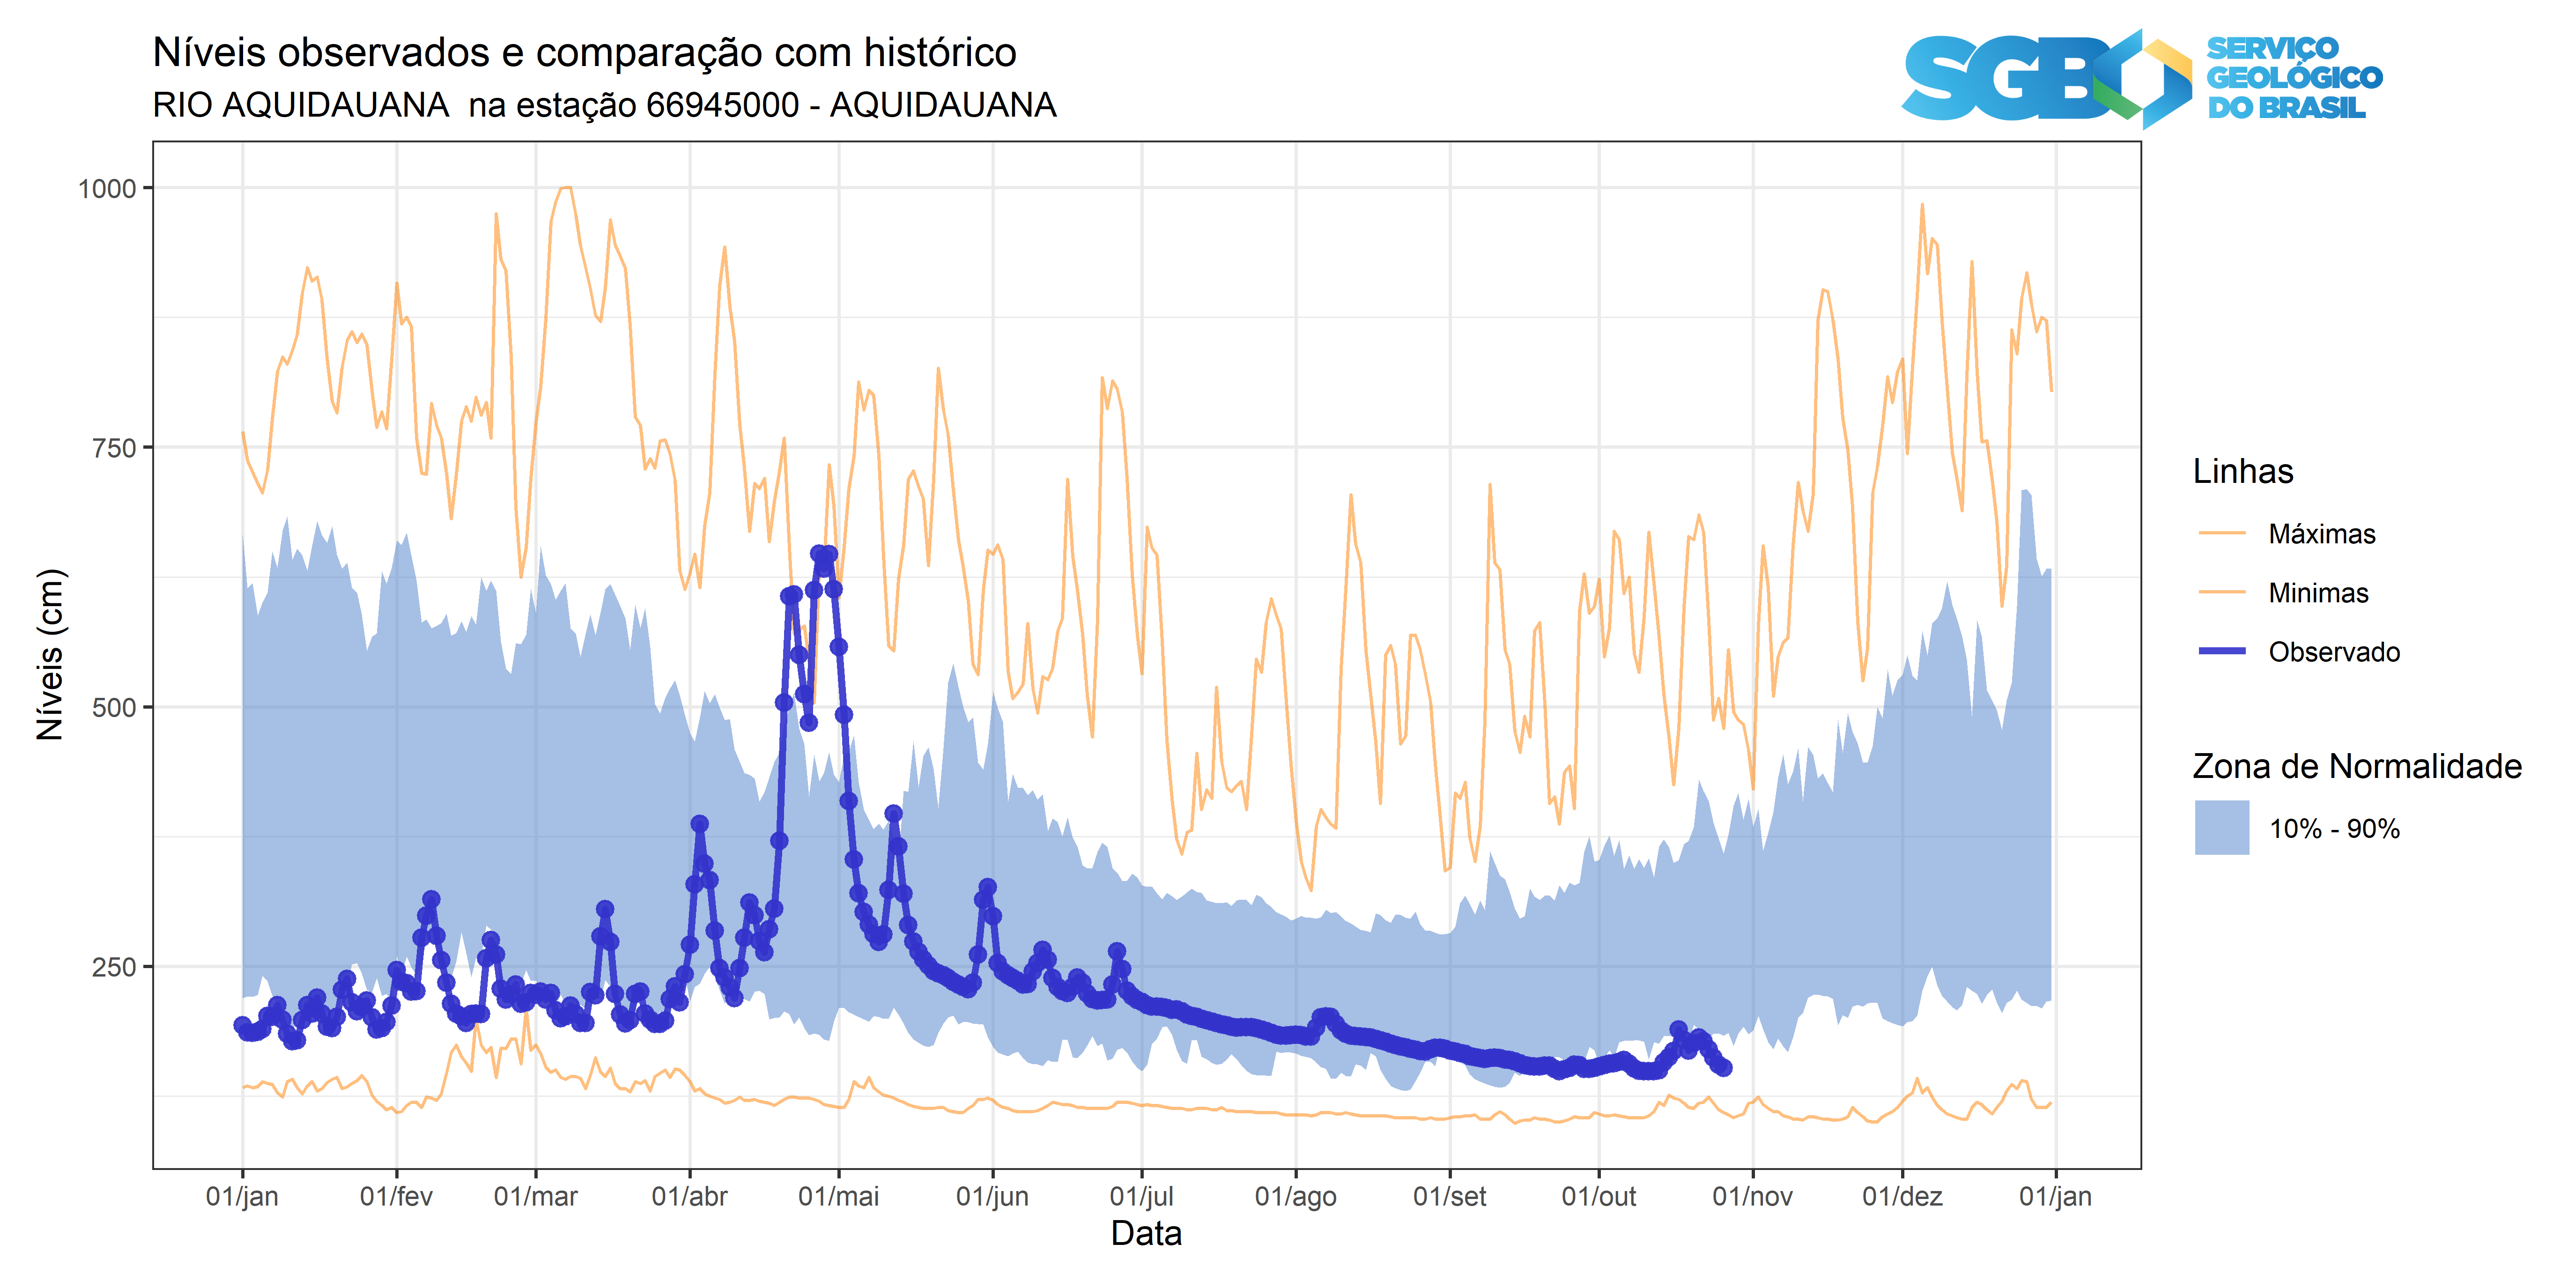 Níveis observados e comparação com histórico
RIO AQUIDAUANA na estação 66945000 - AQUIDAUANA
SGB
SERVIÇO
GEOLÓGICO
DO BRASIL
1000
750
500
250
Níveis (cm)
01/jan 01/fev 01/mar 01/abr 01/mai 01/jun 01/jul 01/ago 01/set 01/out 01/nov 01/dez 01/jan
Data
Linhas
Máximas
Minimas
Observado
Zona de Normalidade
10% - 90%